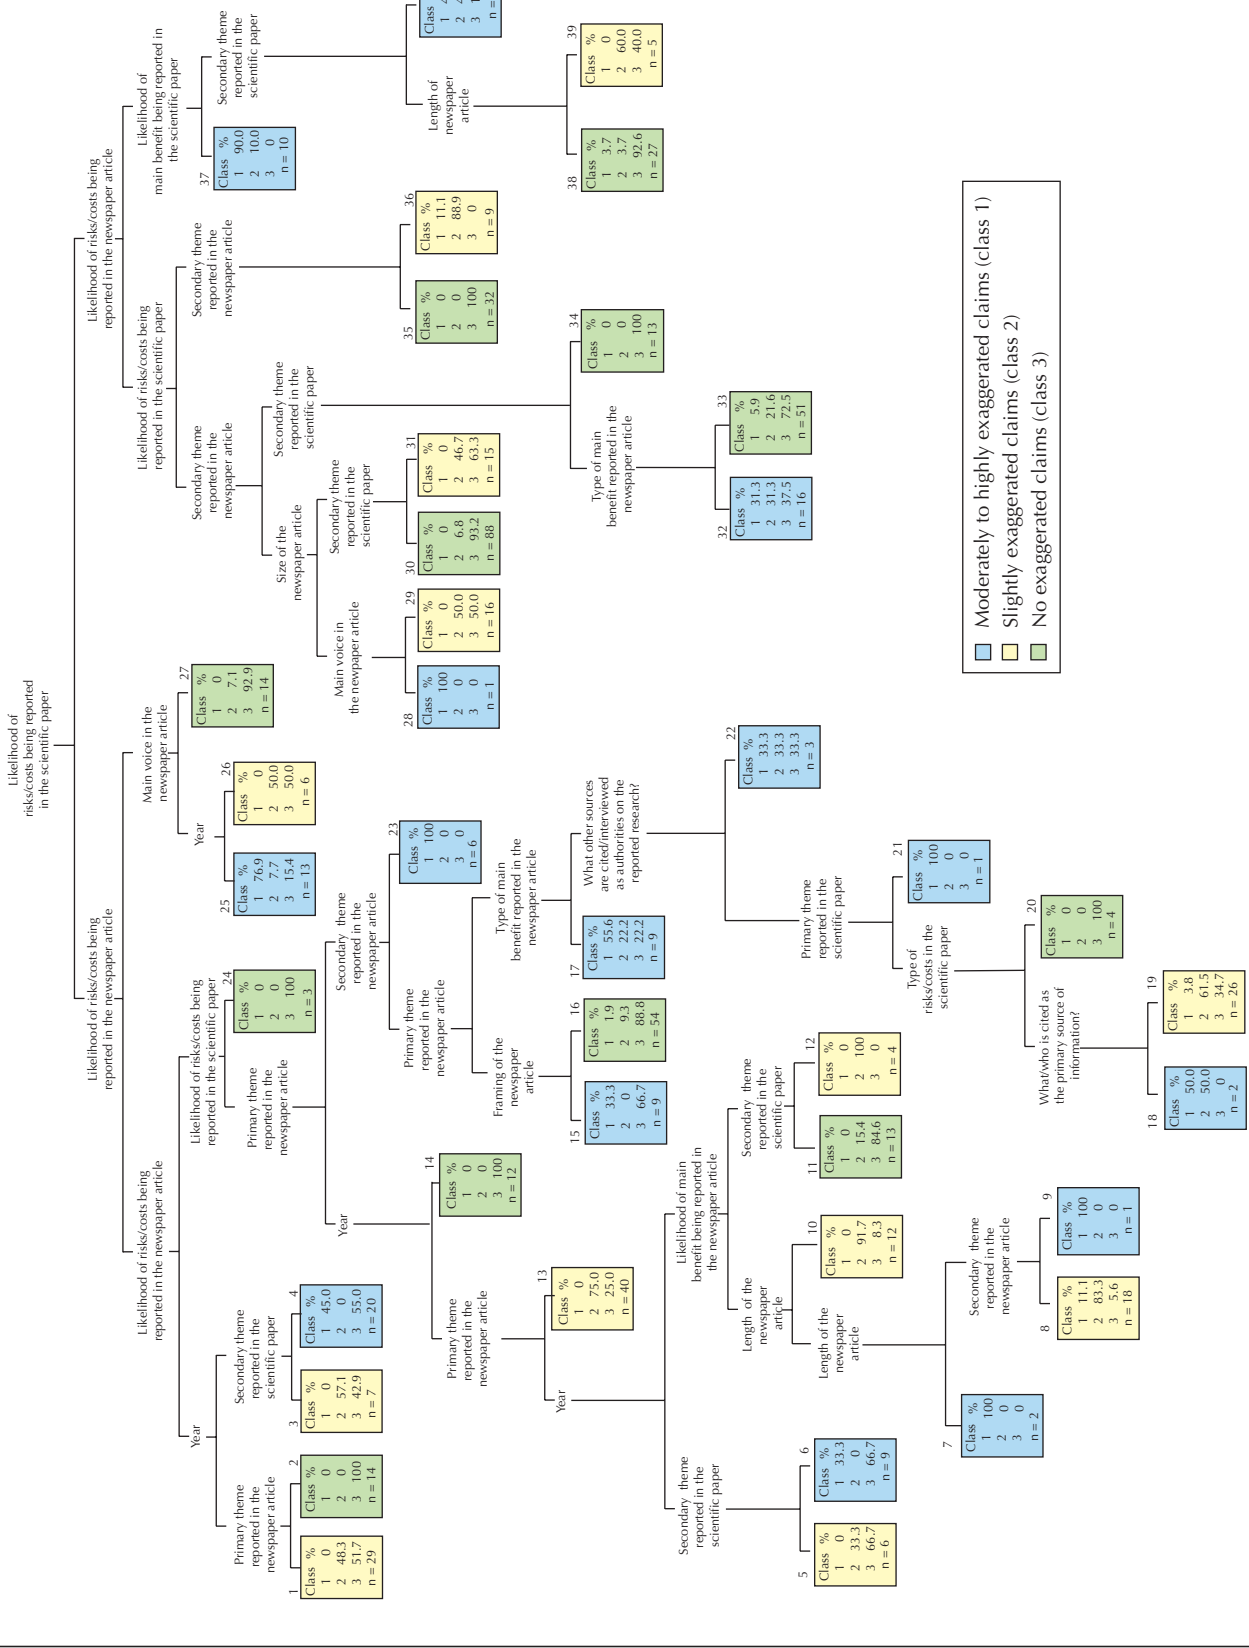 Likelihood of
risks/costs being reported
in the scientific paper
Likelihood of risks/costs being
reported in the newspaper article
Likelihood of risks/costs being
reported in the newspaper article
Likelihood of risks/costs being
reported in the newspaper article
Year
Primary theme
reported in the
newspaper article
1
Class %
1 0
2 48.3
3 51.7
n = 29
2
Class %
1 0
2 0
3 100
n = 14
Secondary theme
reported in the
scientific paper
3
Class %
1 0
2 57.1
3 42.9
n = 7
4
Class %
1 45.0
2 0
3 55.0
n = 20
Likelihood of risks/costs being
reported in the scientific paper
Primary theme
reported in the
newspaper article
24
Class %
1 0
2 0
3 100
n = 3
Year
Primary theme
reported in the
newspaper article
14
Class %
1 0
2 0
3 100
n = 12
Year
13
Class %
1 0
2 75.0
3 25.0
n = 40
Secondary theme
reported in the
scientific paper
5
Class %
1 0
2 33.3
3 66.7
n = 6
6
Class %
1 33.3
2 0
3 66.7
n = 9
Likelihood of main
benefit being reported in
the newspaper article
Length of the
newspaper
article
Length of the
newspaper
article
10
Class %
1 0
2 91.7
3 8.3
n = 12
7
Class %
1 100
2 0
3 0
n = 2
Secondary theme
reported in the
newspaper article
8
Class %
1 11.1
2 83.3
3 5.6
n = 18
9
Class %
1 100
2 0
3 0
n = 1
Secondary theme
reported in the
scientific paper
11
Class %
1 0
2 15.4
3 84.6
n = 13
12
Class %
1 0
2 100
3 0
n = 4
Secondary theme
reported in the
newspaper article
23
Class %
1 100
2 0
3 0
n = 6
Primary theme
reported in the
newspaper article
Framing of the
newspaper
article
15
Class %
1 33.3
2 0
3 66.7
n = 9
16
Class %
1 1.9
2 9.3
3 88.8
n = 54
Type of main
benefit reported in the
newspaper article
17
Class %
1 55.6
2 22.2
3 22.2
n = 9
What other sources
are cited/interviewed
as authorities on the
reported research?
22
Class %
1 33.3
2 33.3
3 33.3
n = 3
Primary theme
reported in the
scientific paper
21
Class %
1 100
2 0
3 0
n = 1
Type of
risks/costs in the
scientific paper
20
Class %
1 0
2 0
3 100
n = 4
What/who is cited as
the primary source of
information?
18
Class %
1 50.0
2 50.0
3 0
n = 2
19
Class %
1 3.8
2 61.5
3 34.7
n = 26
Main voice in the
newspaper article
Year
25
Class %
1 76.9
2 7.7
3 15.4
n = 13
26
Class %
1 0
2 50.0
3 50.0
n = 6
27
Class %
1 0
2 7.1
3 92.9
n = 14
Likelihood of risks/costs being
reported in the newspaper article
Likelihood of risks/costs being
reported in the scientific paper
Secondary theme
reported in the
newspaper article
Size of the
newspaper article
Main voice in
the newpaper article
28
Class %
1 100
2 0
3 0
n = 1
29
Class %
1 0
2 50.0
3 50.0
n = 16
Secondary theme
reported in the
scientific paper
30
Class %
1 0
2 6.8
3 93.2
n = 88
31
Class %
1 0
2 46.7
3 63.3
n = 15
Secondary theme
reported in the
scientific paper
Type of main
benefit reported in the
newspaper article
32
Class %
1 31.3
2 31.3
3 37.5
n = 16
33
Class %
1 5.9
2 21.6
3 72.5
n = 51
34
Class %
1 0
2 0
3 100
n = 13
Secondary theme
reported in the
newspaper article
35
Class %
1 0
2 0
3 100
n = 32
36
Class %
1 11.1
2 88.9
3 0
n = 9
Likelihood of
main benefit being reported in
the scientific paper
37
Class %
1 90.0
2 10.0
3 0
n = 10
Secondary theme
reported in the
scientific paper
Length of
newspaper
article
38
Class %
1 3.7
2 3.7
3 92.6
n = 27
39
Class %
1 0
2 60.0
3 40.0
n = 5
Class
1
2
3
n =
Moderately to highly exaggerated claims (class 1)
Slightly exaggerated claims (class 2)
No exaggerated claims (class 3)